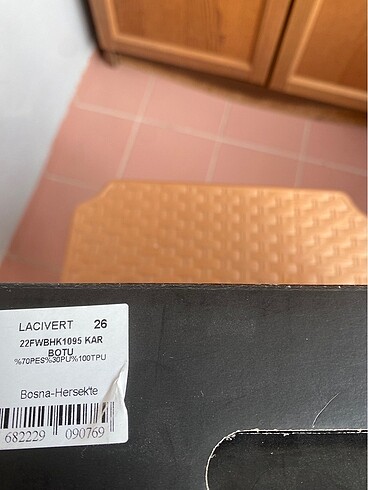 LACIVERT 26
22FWBHK1095 KAR
BOTU
%70PES%30PU%100TPU
Bosna-Hersekte
682229 090769